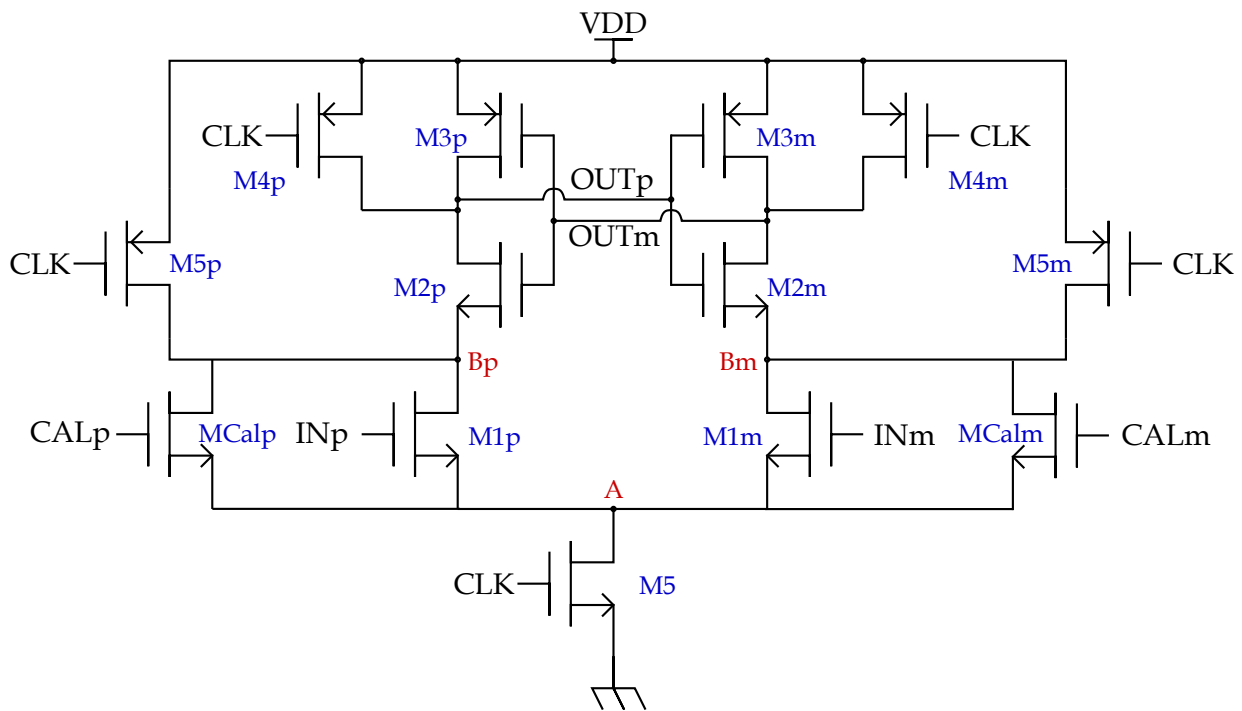 VDD
CLK
M3p
M3m
CLK
M4p
M4m
OUTp
OUTm
CLK
M5p
M5m
CLK
M2p
M2m
Bp
Bm
CALp
MCalp
INp
M1p
M1m
INm
MCalm
CALm
A
CLK
M5